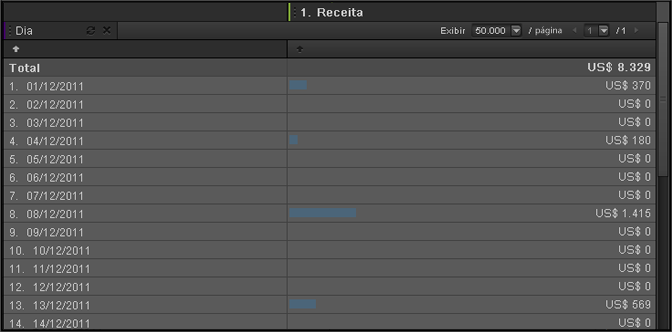 1. Receita
Dia Exibir 50.000 / página 1 / 1
Total US$ 8.329
1. 01/12/2011 US$ 370
2. 02/12/2011 US$ 0
3. 03/12/2011 US$ 0
4. 04/12/2011 US$ 180
5. 05/12/2011 US$ 0
6. 06/12/2011 US$ 0
7. 07/12/2011 US$ 0
8. 08/12/2011 US$ 1.415
9. 09/12/2011 US$ 0
10. 10/12/2011 US$ 0
11. 11/12/2011 US$ 0
12. 12/12/2011 US$ 0
13. 13/12/2011 US$ 569
14. 14/12/2011 US$ 0